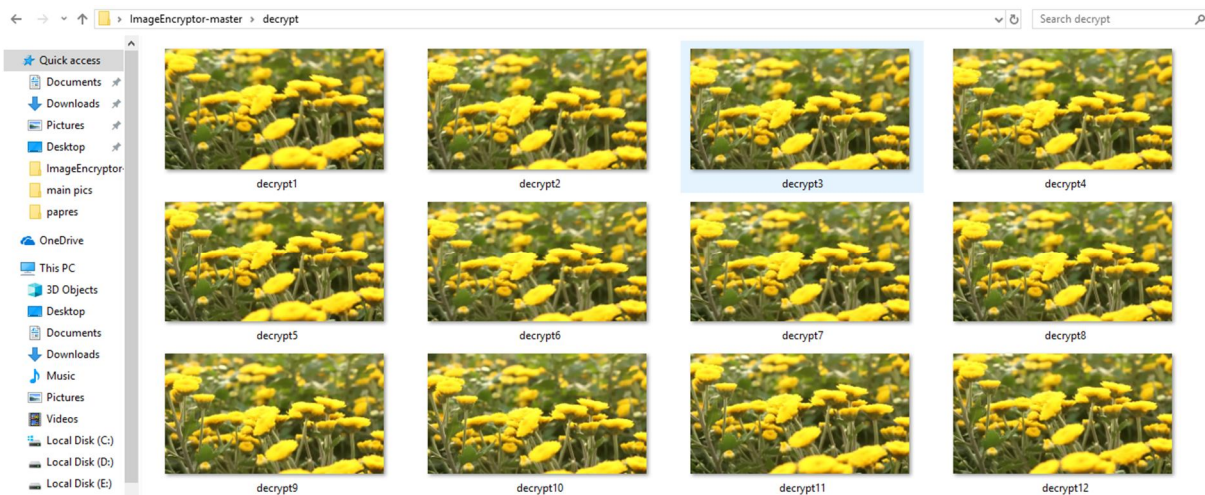 ImageEncryptor-master > decrypt
Search decrypt
Quick access
Documents
Downloads
Pictures
Desktop
ImageEncryptor-
main pics
papres
OneDrive
This PC
3D Objects
Desktop
Documents
Downloads
Music
Pictures
Videos
Local Disk (C:)
Local Disk (D:)
Local Disk (E:)
decrypt1
decrypt2
decrypt3
decrypt4
decrypt5
decrypt6
decrypt7
decrypt8
decrypt9
decrypt10
decrypt11
decrypt12